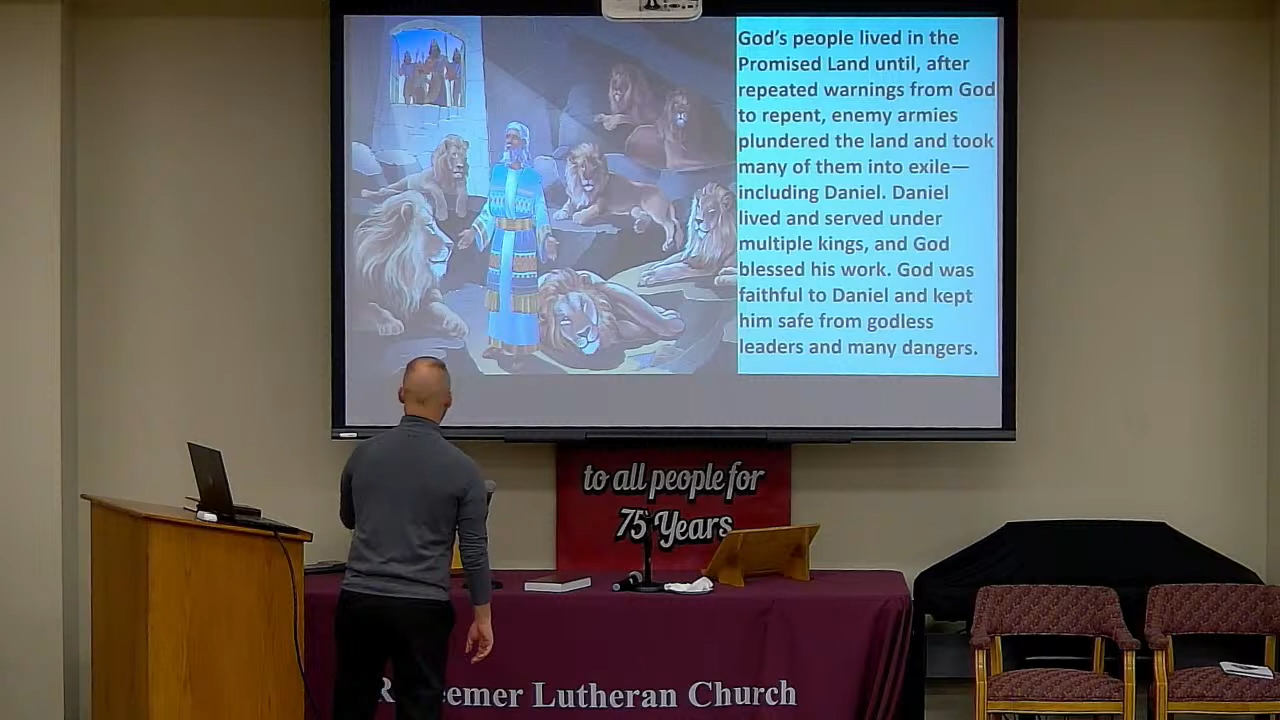 God's people lived in the
Promised Land until, after
repeated warnings from God
to repent, enemy armies
plundered the land and took
many of them into exile—
including Daniel. Daniel
lived and served under
multiple kings, and God
blessed his work. God was
faithful to Daniel and kept
him safe from godless
leaders and many dangers.
to all people for
75 Years
Redeemer Lutheran Church